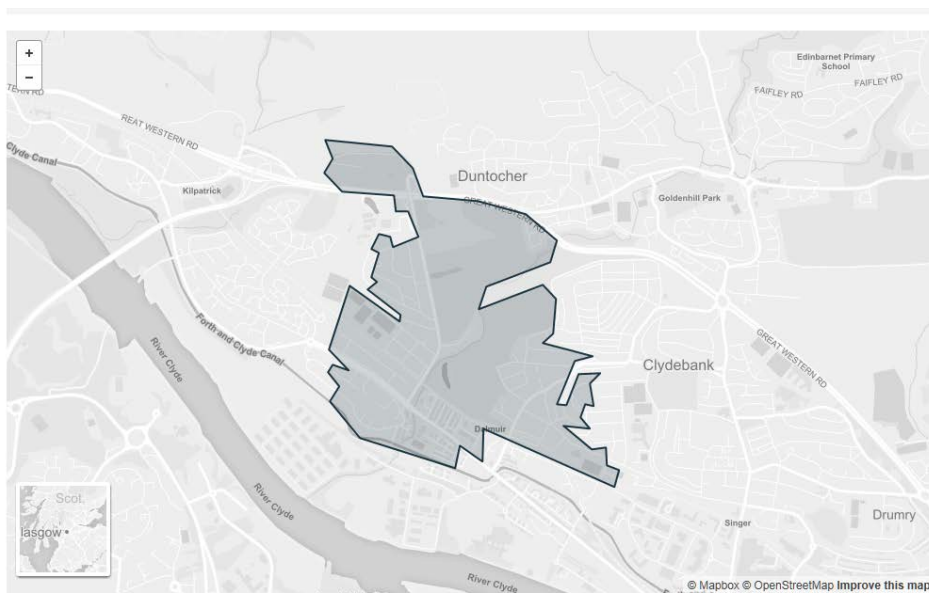 +
−
Edinbarnet Primary
School
FAIFLEY RD
FAIFLEY RD
TERN RD
REAT WESTERN RD
Clyde Canal
Duntocher
Kilpatrick
Goldenhill Park
GREAT WESTERN RD
Forth and Clyde Canal
River Clyde
Clydebank
GREAT WESTERN RD
Dalmuir
River Clyde
Scot.
lasgow
Singer
Drumry
River Clyde
© Mapbox © OpenStreetMap Improve this map